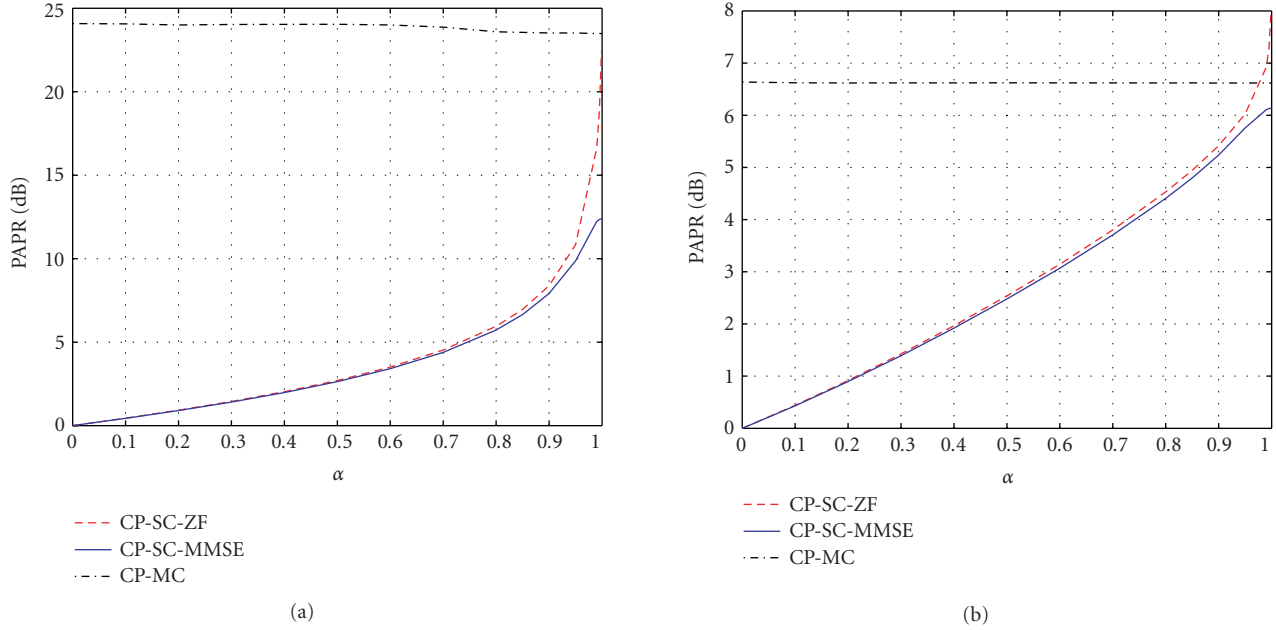 25
20
15
10
5
0
PAPR (dB)
0 0.1 0.2 0.3 0.4 0.5 0.6 0.7 0.8 0.9 1
α
CP-SC-ZF
CP-SC-MMSE
CP-MC
(a)
8
7
6
5
4
3
2
1
0
PAPR (dB)
0 0.1 0.2 0.3 0.4 0.5 0.6 0.7 0.8 0.9 1
α
CP-SC-ZF
CP-SC-MMSE
CP-MC
(b)